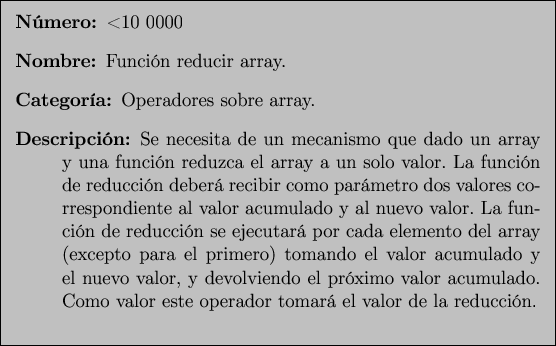 Número: <10 0000
Nombre: Función reducir array.
Categoría: Operadores sobre array.
Descripción: Se necesita de un mecanismo que dado un array
y una función reduzca el array a un solo valor. La función
de reducción deberá recibir como parámetro dos valores co-
rrespondiente al valor acumulado y al nuevo valor. La fun-
ción de reducción se ejecutará por cada elemento del array
(excepto para el primero) tomando el valor acumulado y
el nuevo valor, y devolviendo el próximo valor acumulado.
Como valor este operador tomará el valor de la reducción.